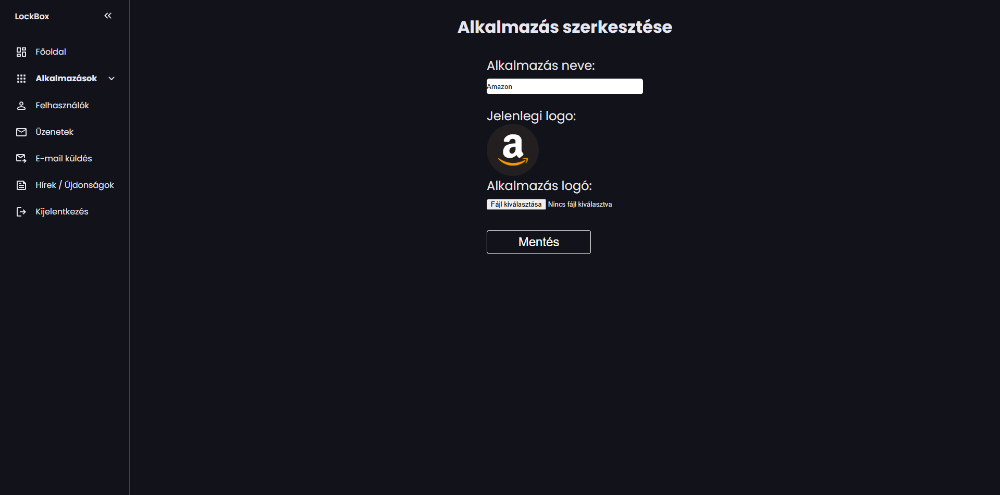 LockBox
Főoldal
Alkalmazások
Felhasználók
Üzenetek
E-mail küldés
Hírek / Újdonságok
Kijelentkezés
Alkalmazás szerkesztése
Alkalmazás neve:
Amazon
Jelenlegi logo:
a
Alkalmazás logó:
Fájl kiválasztása Nincs fájl kiválasztva
Mentés